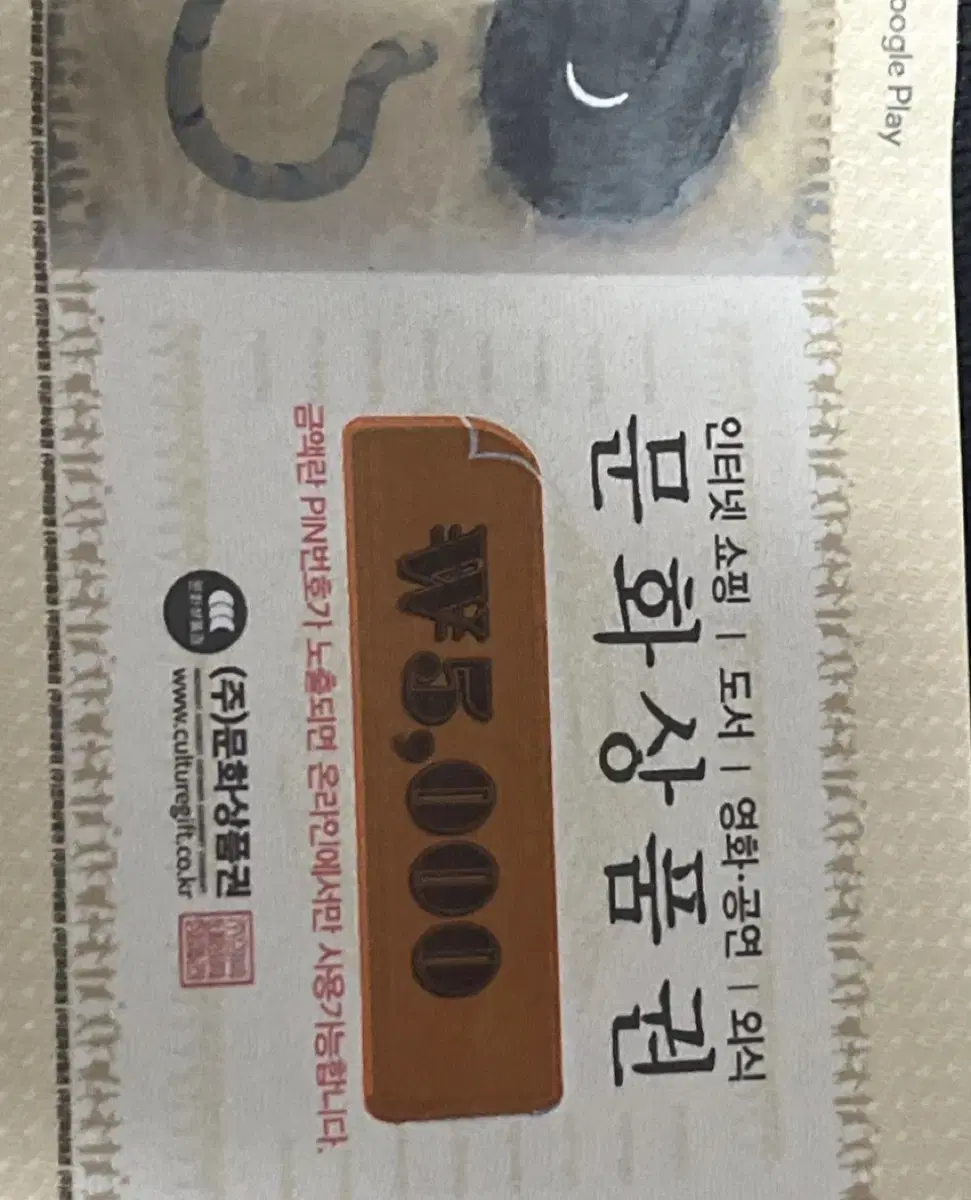 oogle Play
인터넷 쇼핑 | 도서 | 영화·공연 | 외식
문화상품권
₩5,000
금액란 PIN번호가 노출되면 온라인에서만 사용가능합니다.
(주)문화상품권
www.culturegift.co.kr